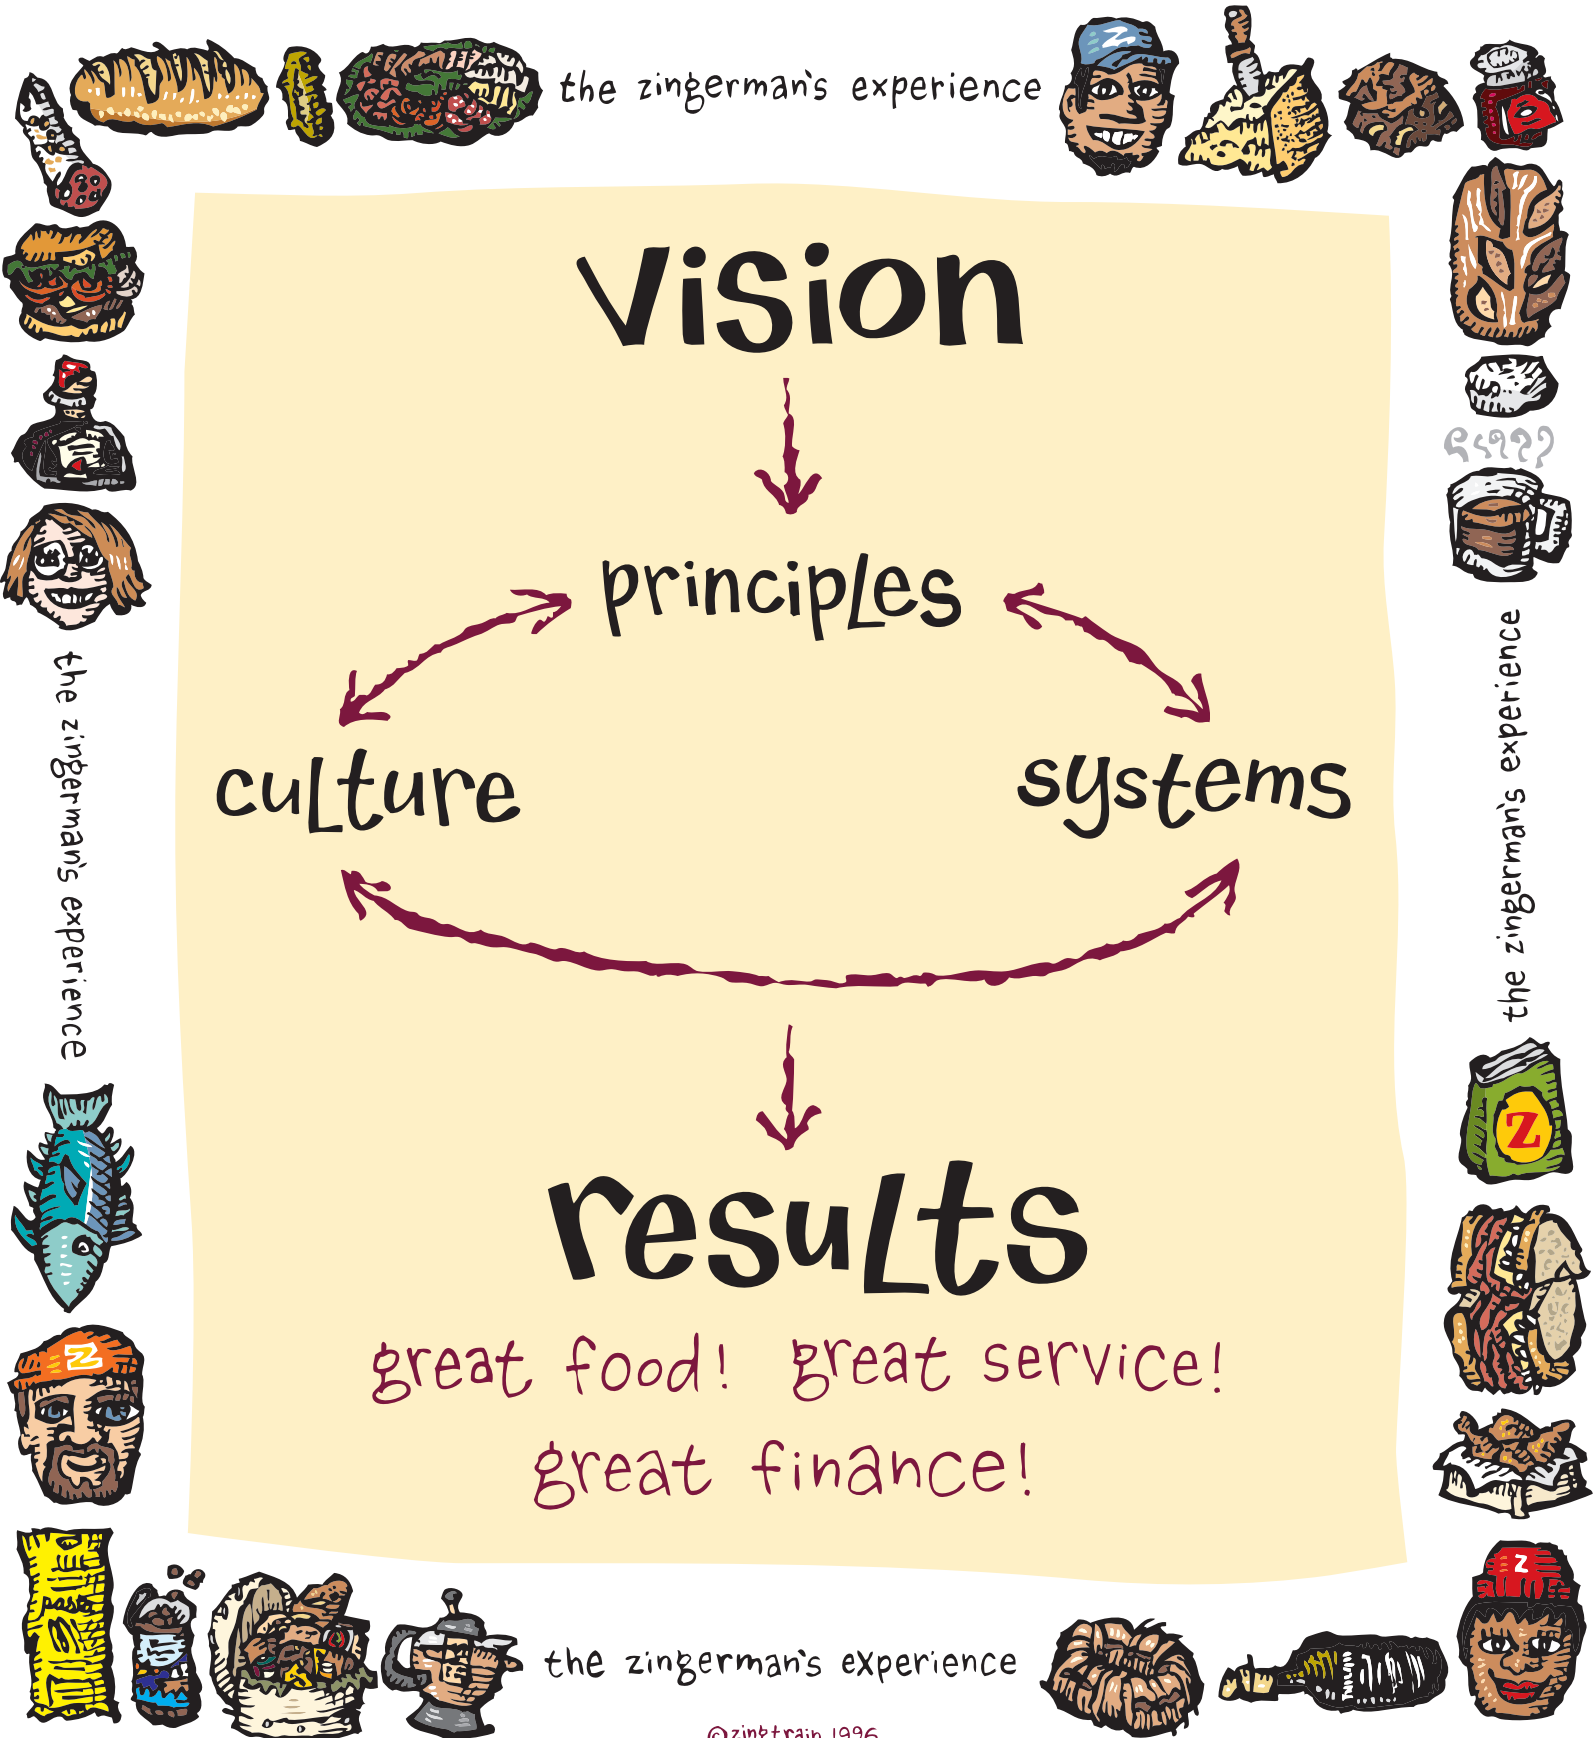 the zingerman's experience
Z
vision
principles
culture
systems
the zingerman's experience
the zingerman's experience
results
Z
great food! great service!
Z
great finance!
Z
the zingerman's experience
©zingtrain 1996